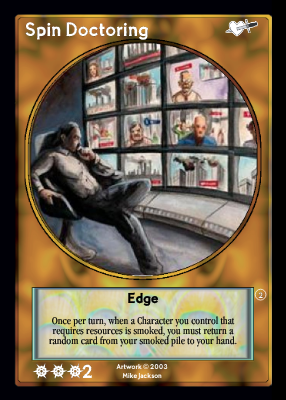 Spin Doctoring
2
Edge
Once per turn, when a Character you control that
requires resources is smoked, you must return a
random card from your smoked pile to your hand.
2
Artwork © 2003
Mike Jackson